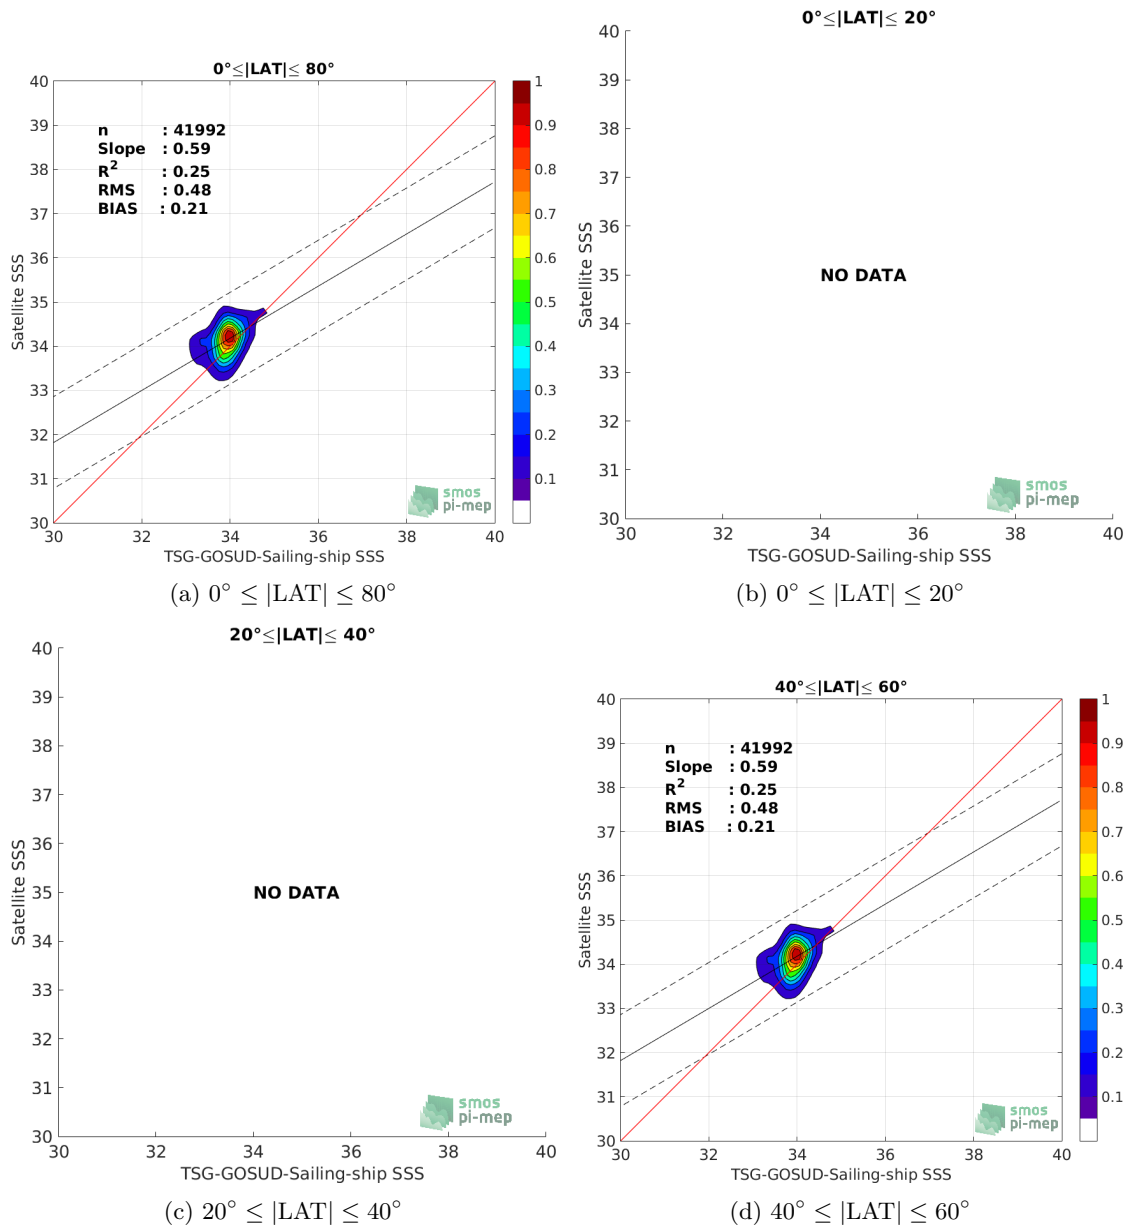 0°≤|LAT|≤ 80°
40
39
38
37
36
35
34
33
32
31
30
Satellite SSS
n : 41992
Slope : 0.59
R² : 0.25
RMS : 0.48
BIAS : 0.21
smos
pi-mep
30 32 34 36 38 40
TSG-GOSUD-Sailing-ship SSS
1
0.9
0.8
0.7
0.6
0.5
0.4
0.3
0.2
0.1
(a) 0° ≤ |LAT| ≤ 80°
0°≤|LAT|≤ 20°
40
39
38
37
36
35
34
33
32
31
30
Satellite SSS
NO DATA
smos
pi-mep
30 32 34 36 38 40
TSG-GOSUD-Sailing-ship SSS
(b) 0° ≤ |LAT| ≤ 20°
20°≤|LAT|≤ 40°
40
39
38
37
36
35
34
33
32
31
30
Satellite SSS
NO DATA
smos
pi-mep
30 32 34 36 38 40
TSG-GOSUD-Sailing-ship SSS
(c) 20° ≤ |LAT| ≤ 40°
40°≤|LAT|≤ 60°
40
39
38
37
36
35
34
33
32
31
30
Satellite SSS
n : 41992
Slope : 0.59
R² : 0.25
RMS : 0.48
BIAS : 0.21
smos
pi-mep
30 32 34 36 38 40
TSG-GOSUD-Sailing-ship SSS
1
0.9
0.8
0.7
0.6
0.5
0.4
0.3
0.2
0.1
(d) 40° ≤ |LAT| ≤ 60°